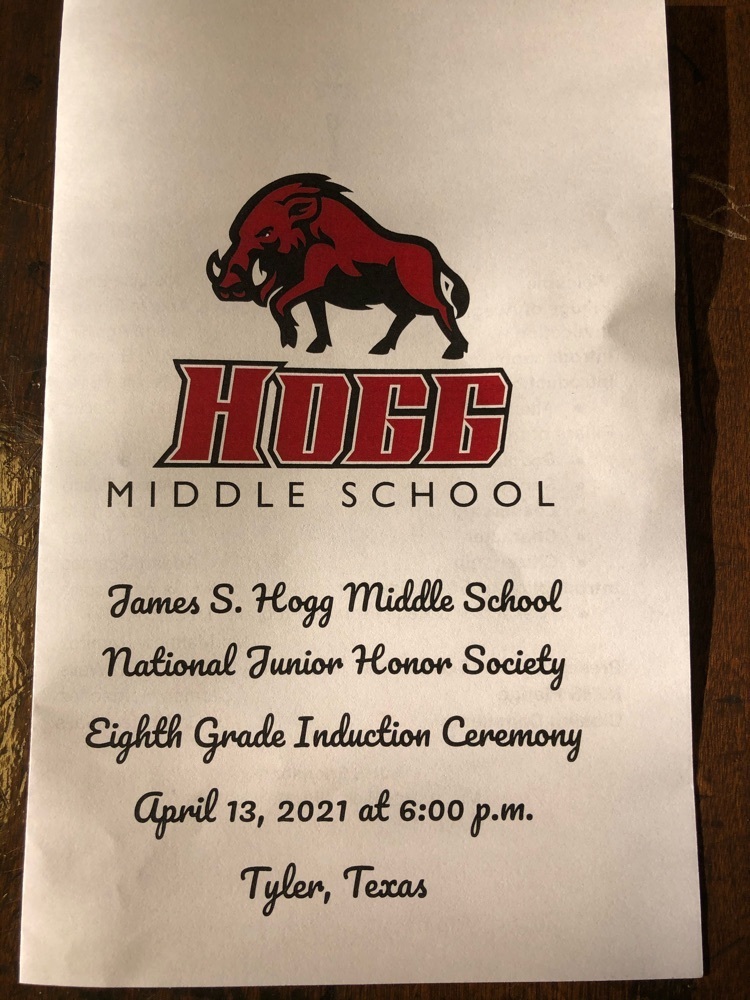 HOGG
MIDDLE SCHOOL
James S. Hogg Middle School
National Junior Honor Society
Eighth Grade Induction Ceremony
April 13, 2021 at 6:00 p.m.
Tyler, Texas